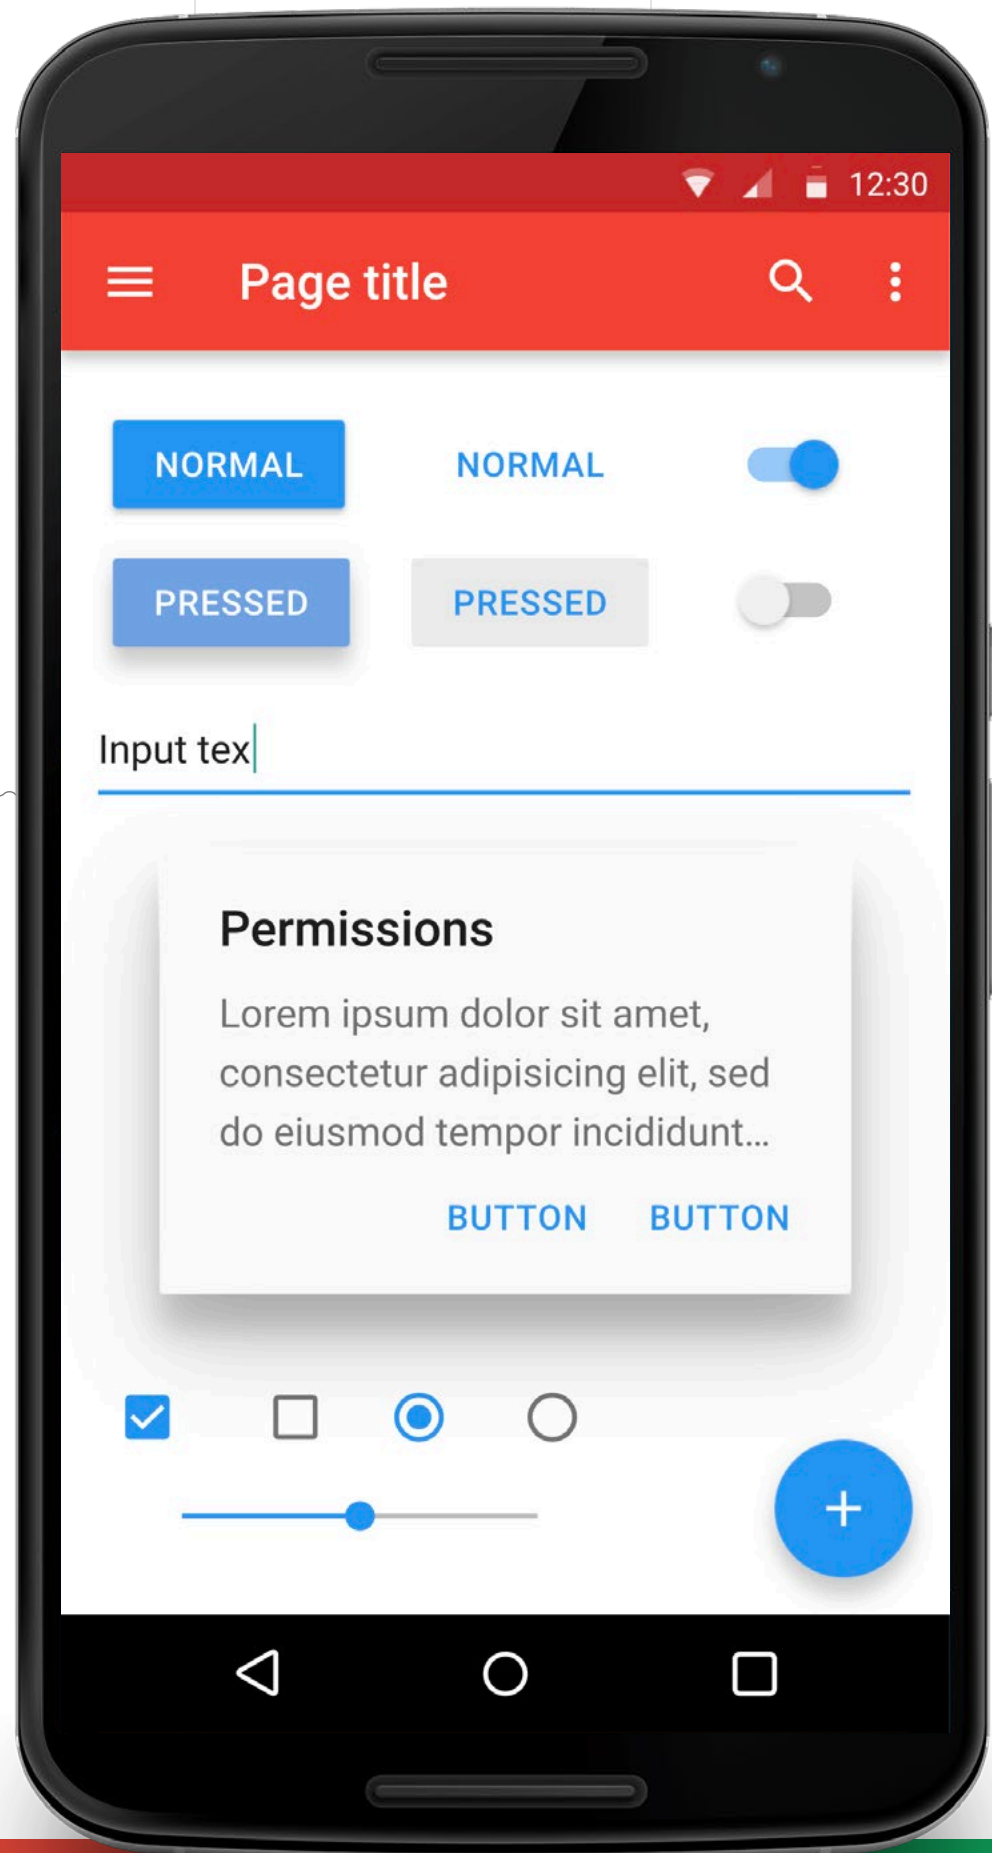 12:30
Page title
NORMAL NORMAL
PRESSED PRESSED
Input tex
Permissions
Lorem ipsum dolor sit amet,
consectetur adipisicing elit, sed
do eiusmod tempor incididunt...
BUTTON BUTTON